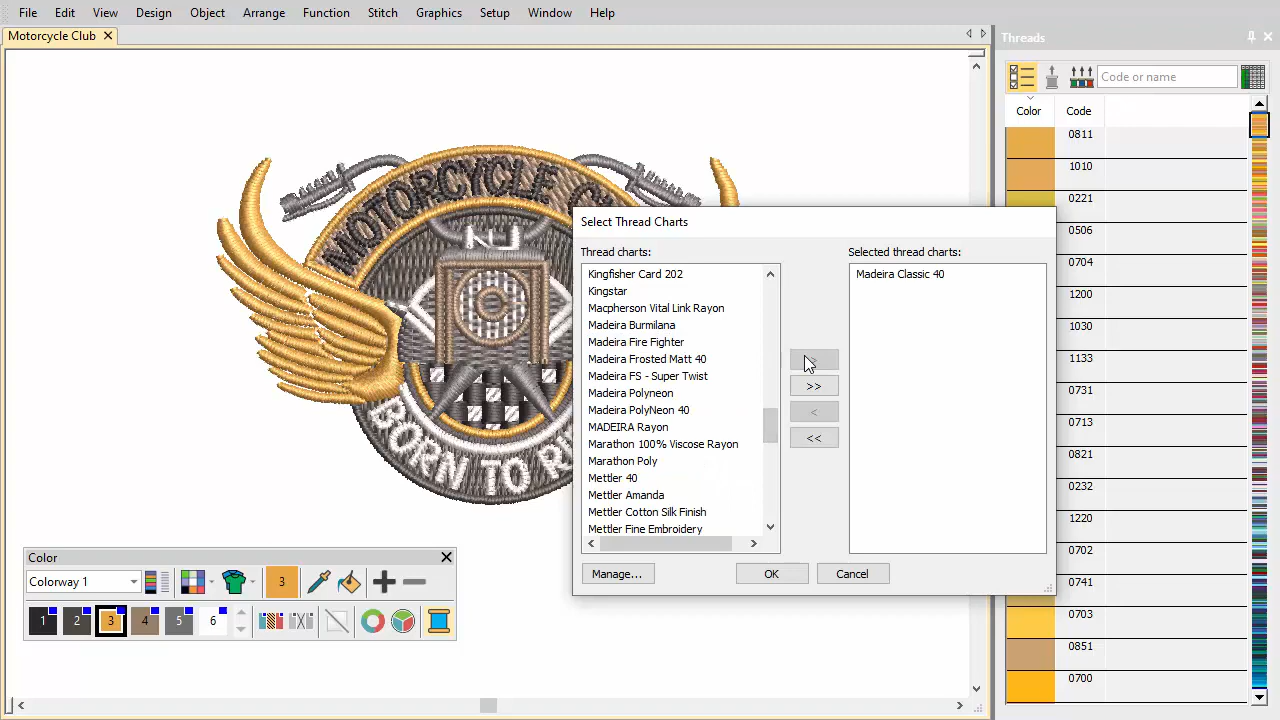 File Edit View Design Object Arrange Function Stitch Graphics Setup Window Help
Motorcycle Club
Threads
Code or name
Color Code
0811
1010
0221
0506
0704
1200
1030
1133
0731
0713
0821
0232
1220
0702
0741
0703
0851
0700
MOTORCYCLE
BORN TO
Select Thread Charts
Thread charts:
Kingfisher Card 202
Kingstar
Macpherson Vital Link Rayon
Madeira Fire Fighter
Madeira Frosted Matt 40
Madeira FS - Super Twist
Madeira Polyneon
Madeira Polyneon 40
MADEIRA Rayon
Marathon 100% Viscose Rayon
Marathon Poly
Mettler 40
Mettler Amanda
Mettler Cotton Silk Finish
Mettler Fine Embroidery
Selected thread charts:
Madeira Classic 40
Manage... OK Cancel
Color
Colorway 1
3
1 2 3 4 5 6